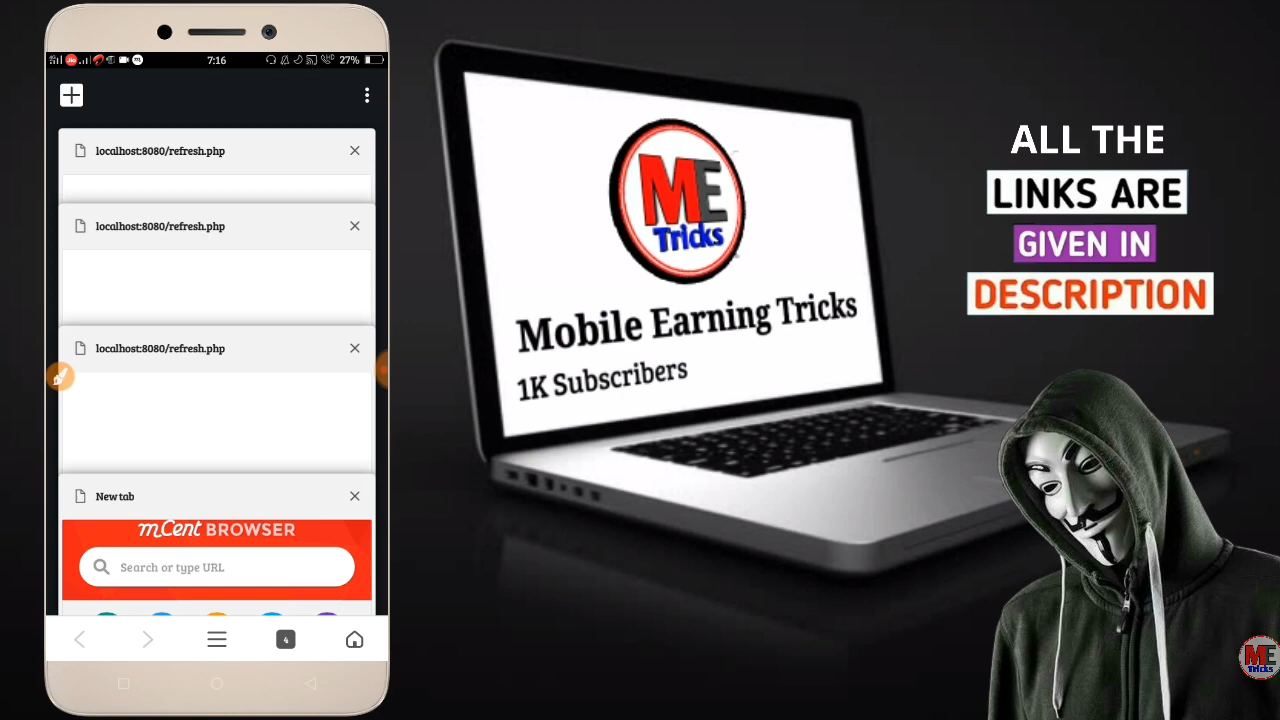 7:16
27%
localhost:8080/refresh.php
localhost:8080/refresh.php
localhost:8080/refresh.php
New tab
mCent BROWSER
Search or type URL
4
ME
Tricks
Mobile Earning Tricks
1K Subscribers
ALL THE
LINKS ARE
GIVEN IN
DESCRIPTION
ME
Tricks